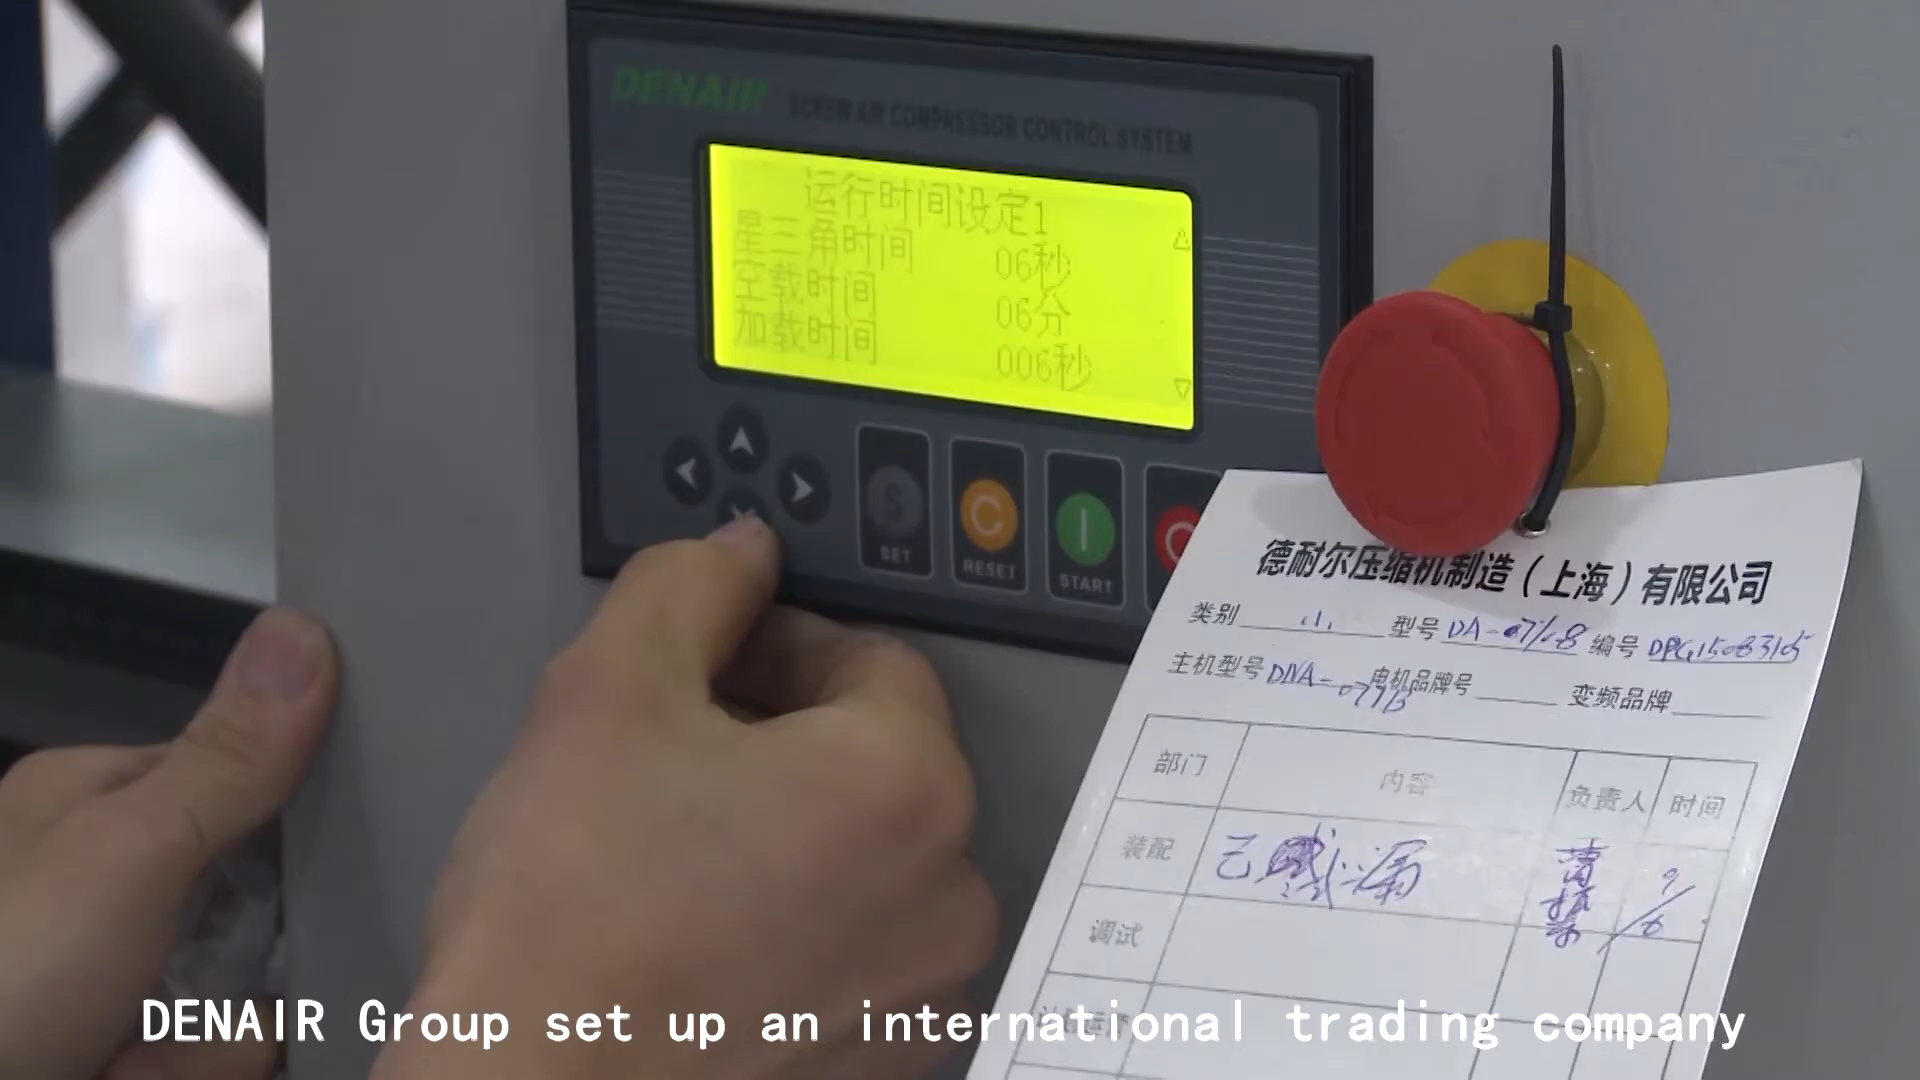 DENAIR SCREW AIR COMPRESSOR CONTROL SYSTEM
运行时间设定1
星三角时间 06秒
空载时间 06分
加载时间 006秒
S C I
SET RESET START
德耐尔压缩机制造(上海)有限公司
类别 小 型号 DA-07/.8 编号
主机型号 电机品牌号 变频品牌
部门 内容 负责人 时间
装配 9/6
调试
DENAIR Group set up an international trading company